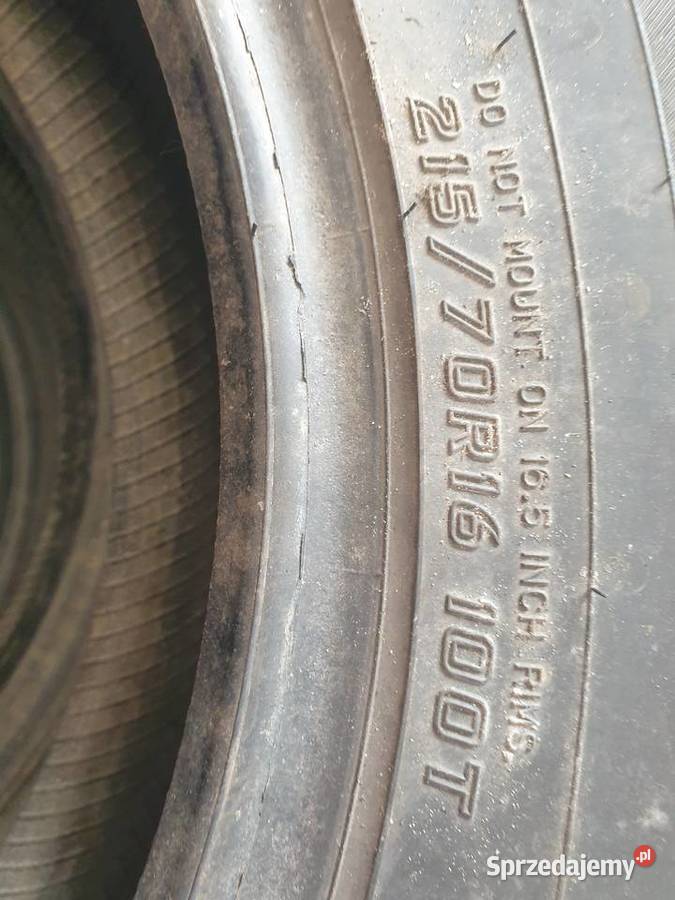 DO NOT MOUNT ON 16.5 INCH RIMS.
215/70R16 100T
Sprzedajemy.pl